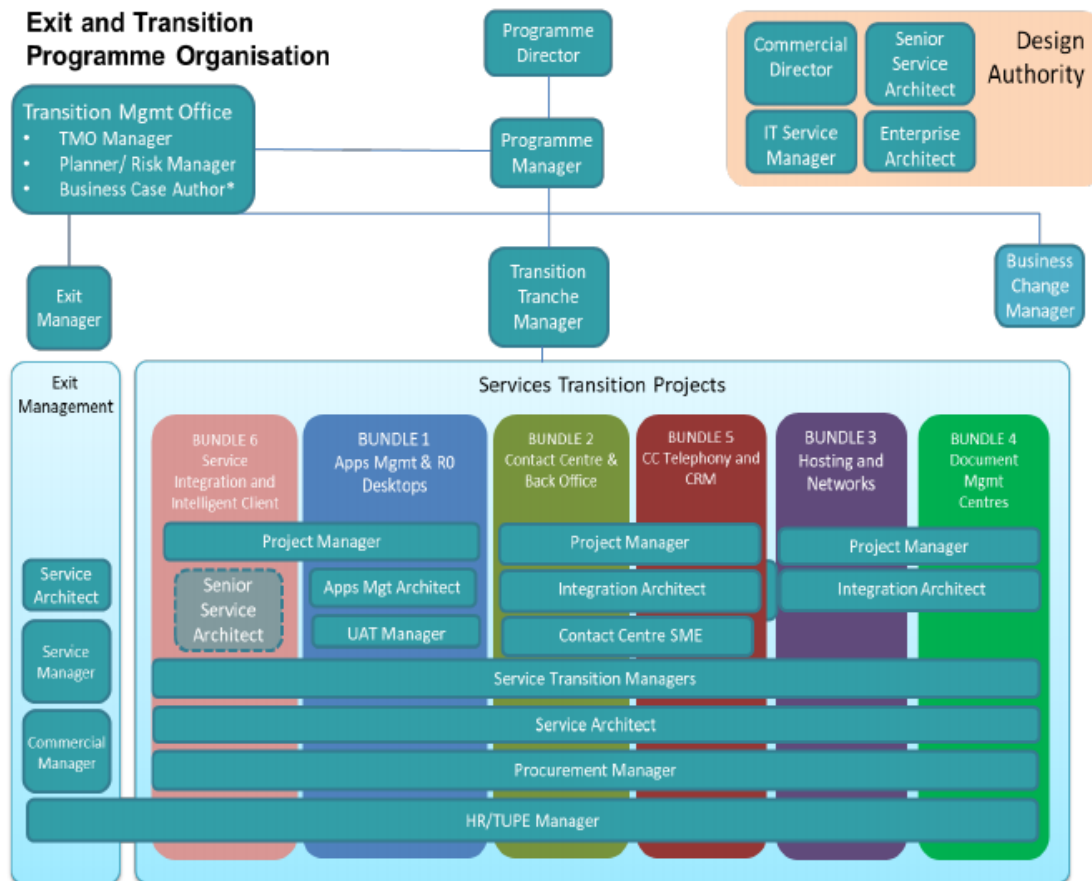 Exit and Transition
Programme Organisation
Programme
Director
Commercial
Director
Senior
Service
Architect
Design
Authority
IT Service
Manager
Enterprise
Architect
Transition Mgmt Office
• TMO Manager
• Planner/ Risk Manager
• Business Case Author*
Programme
Manager
Exit
Manager
Transition
Tranche
Manager
Business
Change
Manager
Exit
Management
Services Transition Projects
BUNDLE 6
Service
Integration and
Intelligent Client
BUNDLE 1
Apps Mgmt & R0
Desktops
BUNDLE 2
Contact Centre &
Back Office
BUNDLE 5
CC Telephony and
CRM
BUNDLE 3
Hosting and
Networks
BUNDLE 4
Document
Mgmt
Centres
Project Manager
Project Manager
Project Manager
Service
Architect
Senior
Service
Architect
Apps Mgt Architect
Integration Architect
Integration Architect
UAT Manager
Contact Centre SME
Service
Manager
Service Transition Managers
Service Architect
Commercial
Manager
Procurement Manager
HR/TUPE Manager